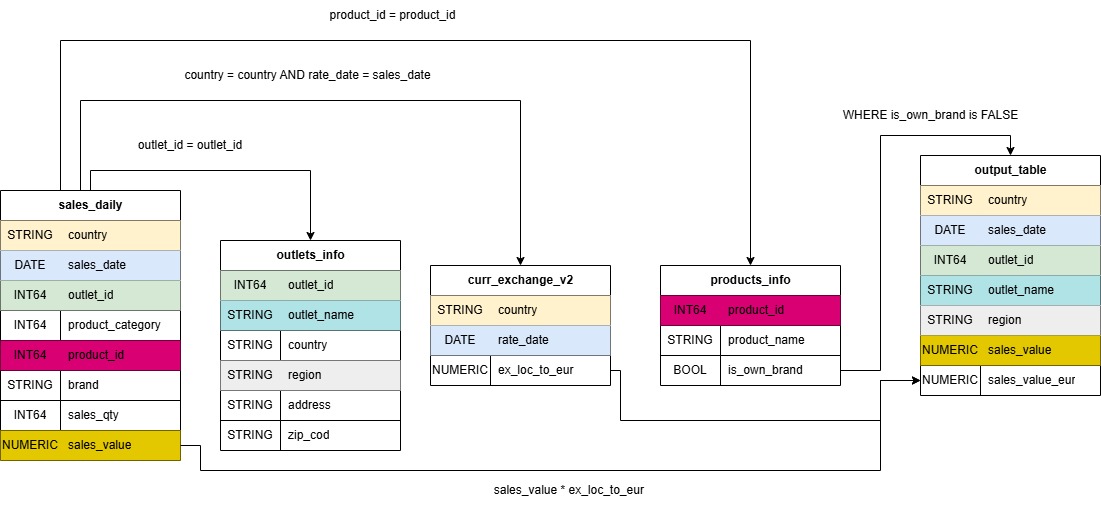 product_id = product_id
country = country AND rate_date = sales_date
WHERE is_own_brand is FALSE
outlet_id = outlet_id
sales_daily
STRING country
DATE sales_date
INT64 outlet_id
INT64 product_category
INT64 product_id
STRING brand
INT64 sales_qty
NUMERIC sales_value
outlets_info
INT64 outlet_id
STRING outlet_name
STRING country
STRING region
STRING address
STRING zip_cod
curr_exchange_v2
STRING country
DATE rate_date
NUMERIC ex_loc_to_eur
products_info
INT64 product_id
STRING product_name
BOOL is_own_brand
output_table
STRING country
DATE sales_date
INT64 outlet_id
STRING outlet_name
STRING region
NUMERIC sales_value
NUMERIC sales_value_eur
sales_value * ex_loc_to_eur